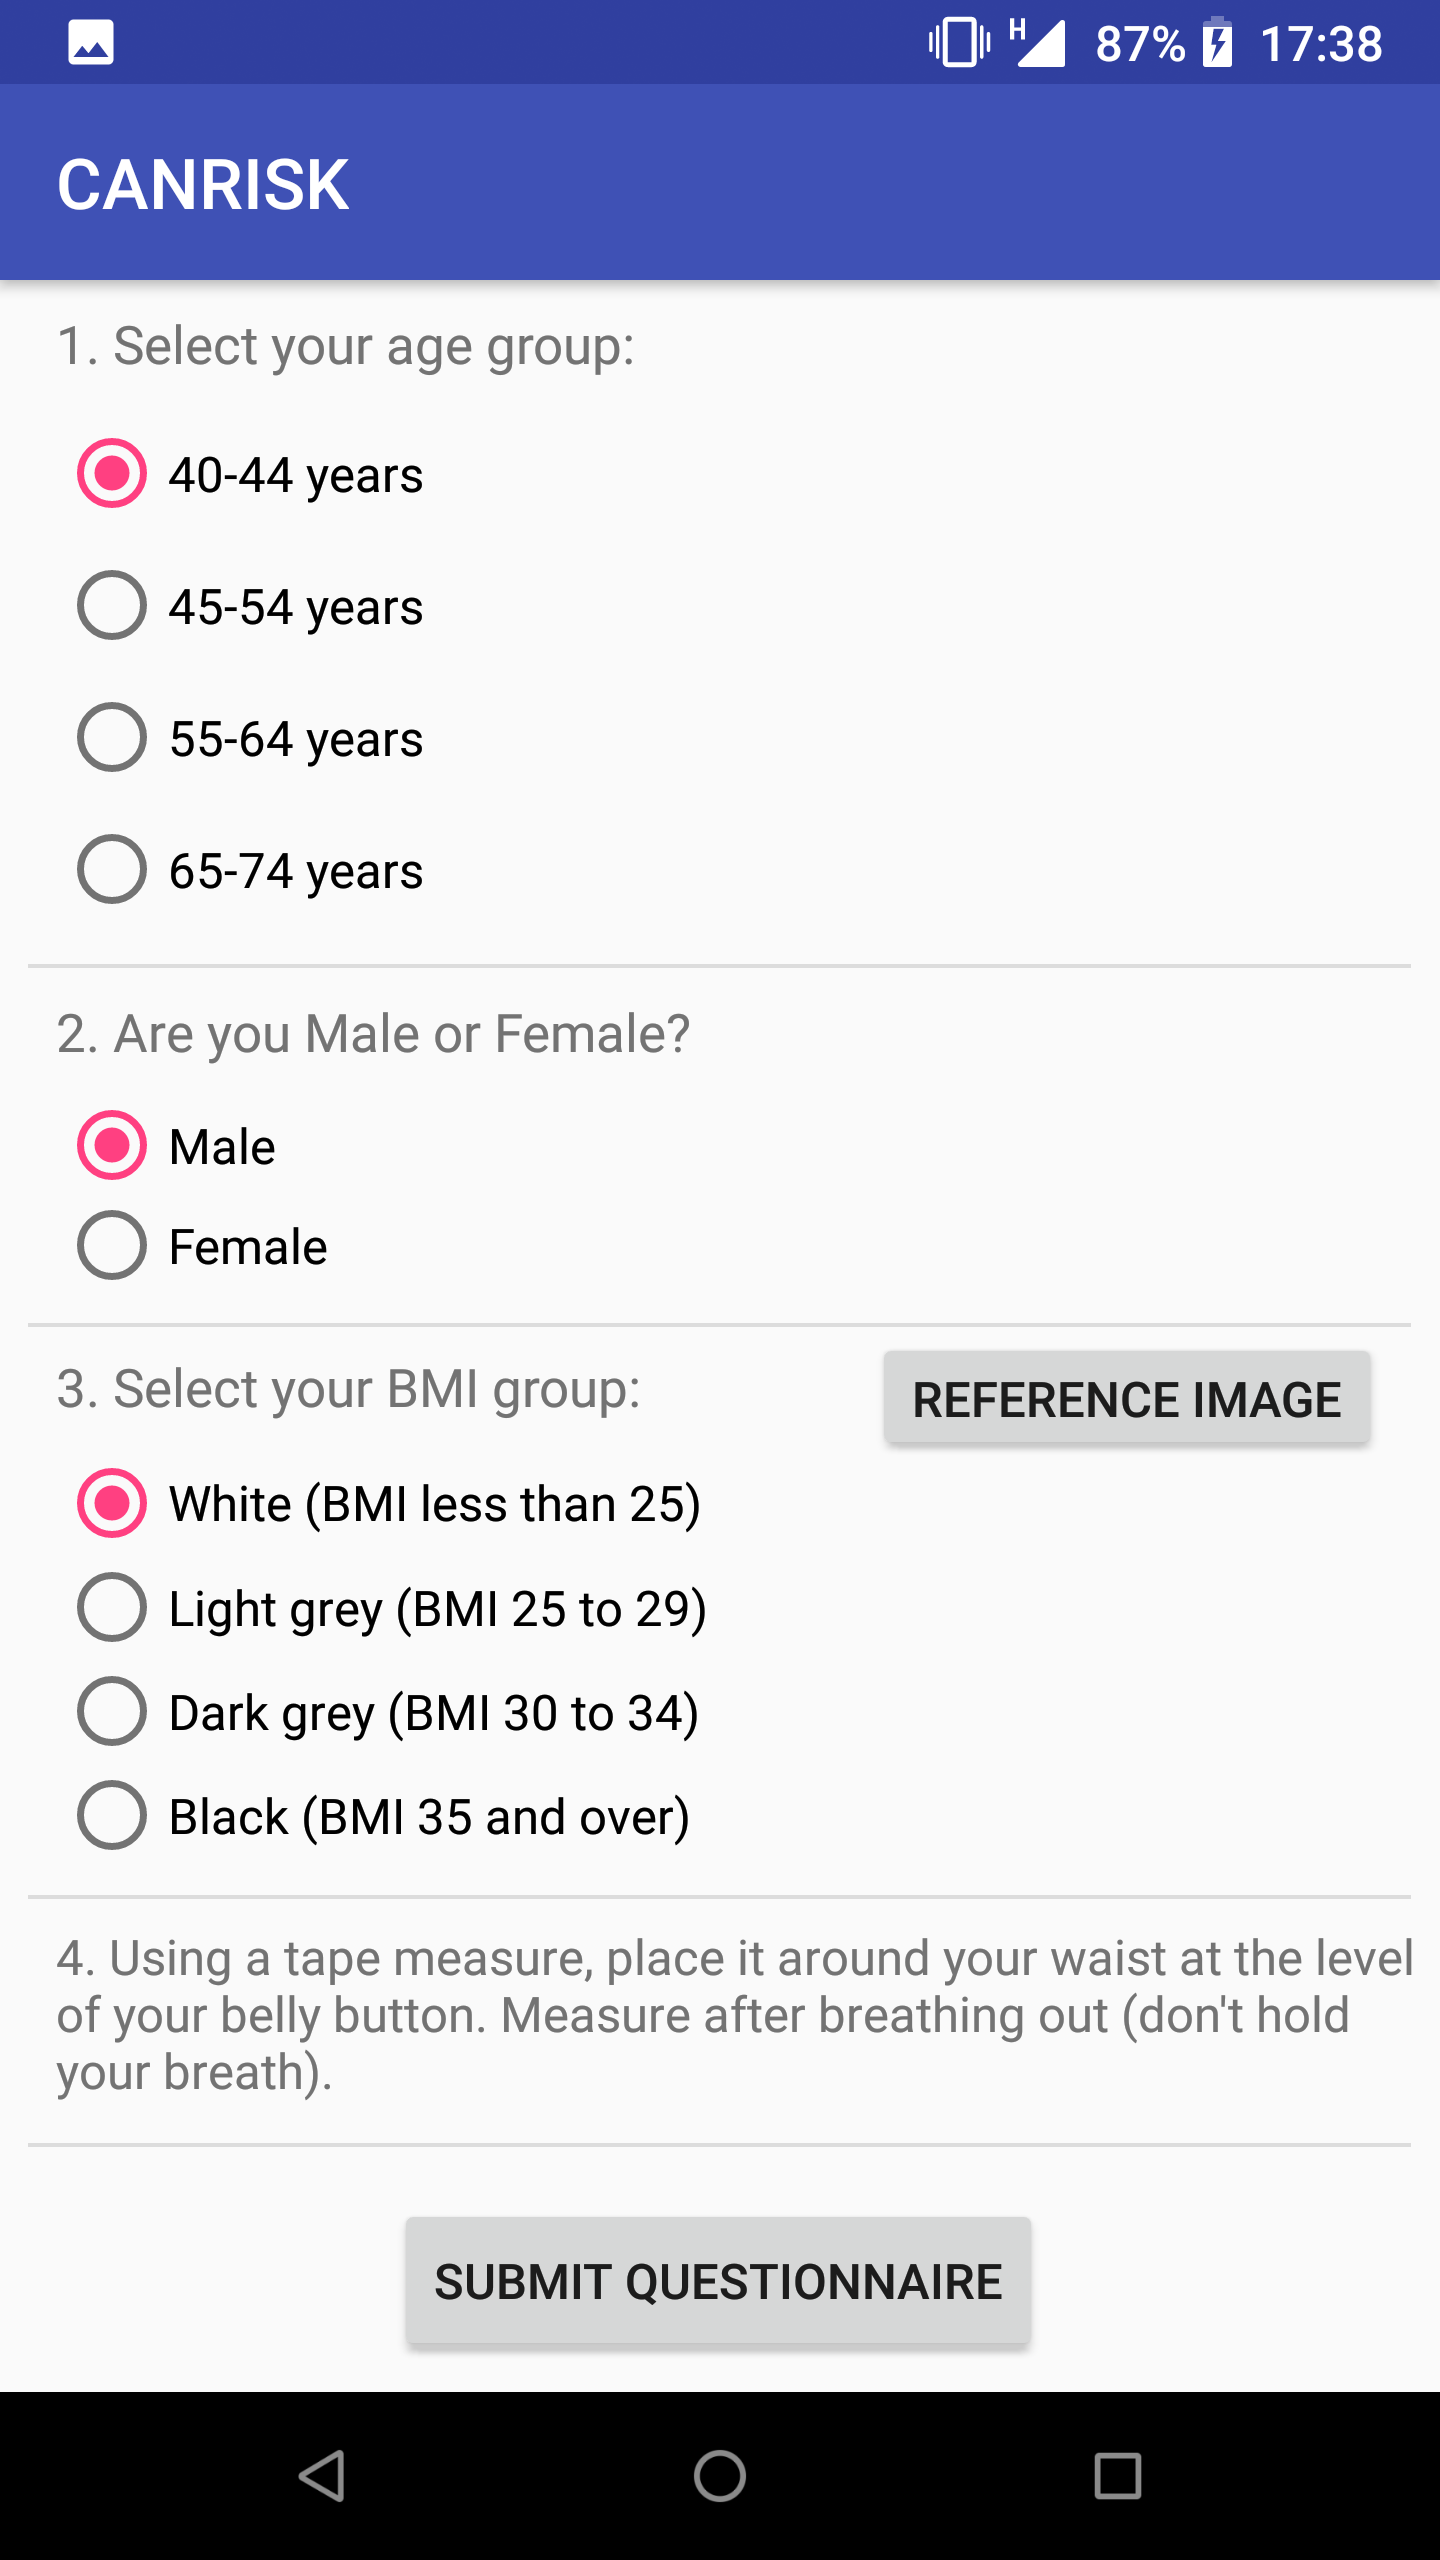 H 87% 17:38
CANRISK
1. Select your age group:
40-44 years
45-54 years
55-64 years
65-74 years
2. Are you Male or Female?
Male
Female
3. Select your BMI group:
REFERENCE IMAGE
White (BMI less than 25)
Light grey (BMI 25 to 29)
Dark grey (BMI 30 to 34)
Black (BMI 35 and over)
4. Using a tape measure, place it around your waist at the level
of your belly button. Measure after breathing out (don't hold
your breath).
SUBMIT QUESTIONNAIRE